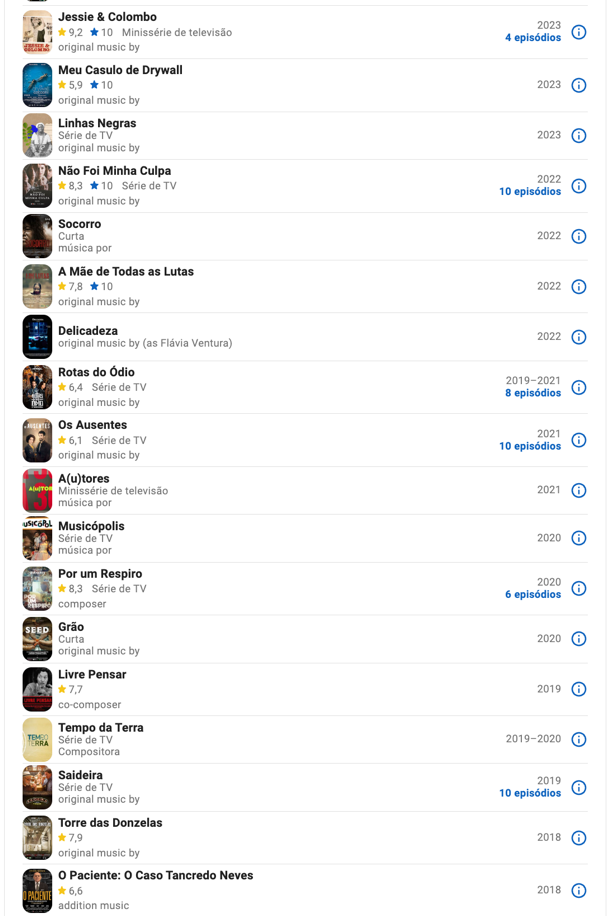 Jessie & Colombo
9,2 10 Minissérie de televisão
original music by
2023
4 episódios
Meu Casulo de Drywall
5,9 10
original music by
2023
Linhas Negras
Série de TV
original music by
2023
Não Foi Minha Culpa
8,3 10 Série de TV
original music by
2022
10 episódios
Socorro
Curta
música por
2022
A Mãe de Todas as Lutas
7,8 10
original music by
2022
Delicadeza
original music by (as Flávia Ventura)
2022
Rotas do Ódio
6,4 Série de TV
original music by
2019–2021
8 episódios
Os Ausentes
6,1 Série de TV
original music by
2021
10 episódios
A(u)tores
Minissérie de televisão
música por
2021
Musicópolis
Série de TV
música por
2020
Por um Respiro
8,3 Série de TV
composer
2020
6 episódios
SEED
Grão
Curta
original music by
2020
Livre Pensar
7,7
co-composer
2019
Tempo da Terra
Série de TV
Compositora
2019–2020
Saideira
Série de TV
original music by
2019
10 episódios
Torre das Donzelas
7,9
original music by
2018
O PACIENTE
O Paciente: O Caso Tancredo Neves
6,6
addition music
2018